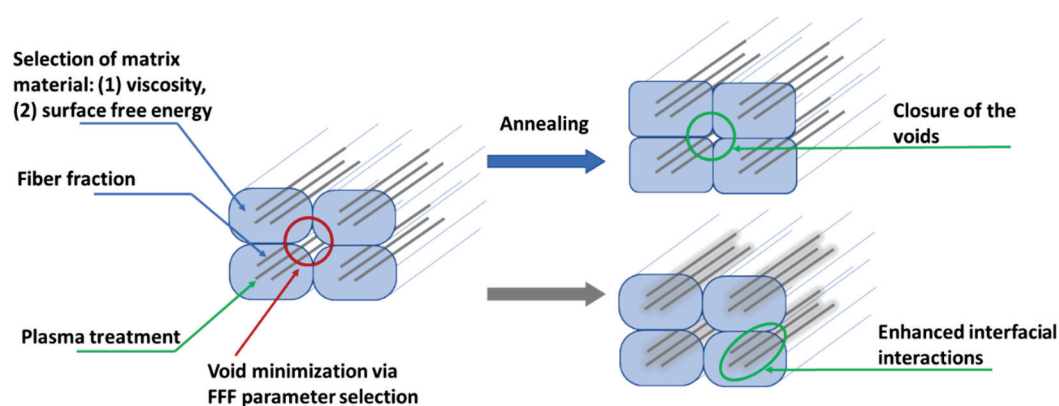 Selection of matrix
material: (1) viscosity,
(2) surface free energy
Fiber fraction
Plasma treatment
Void minimization via
FFF parameter selection
Annealing
Closure of the
voids
Enhanced interfacial
interactions